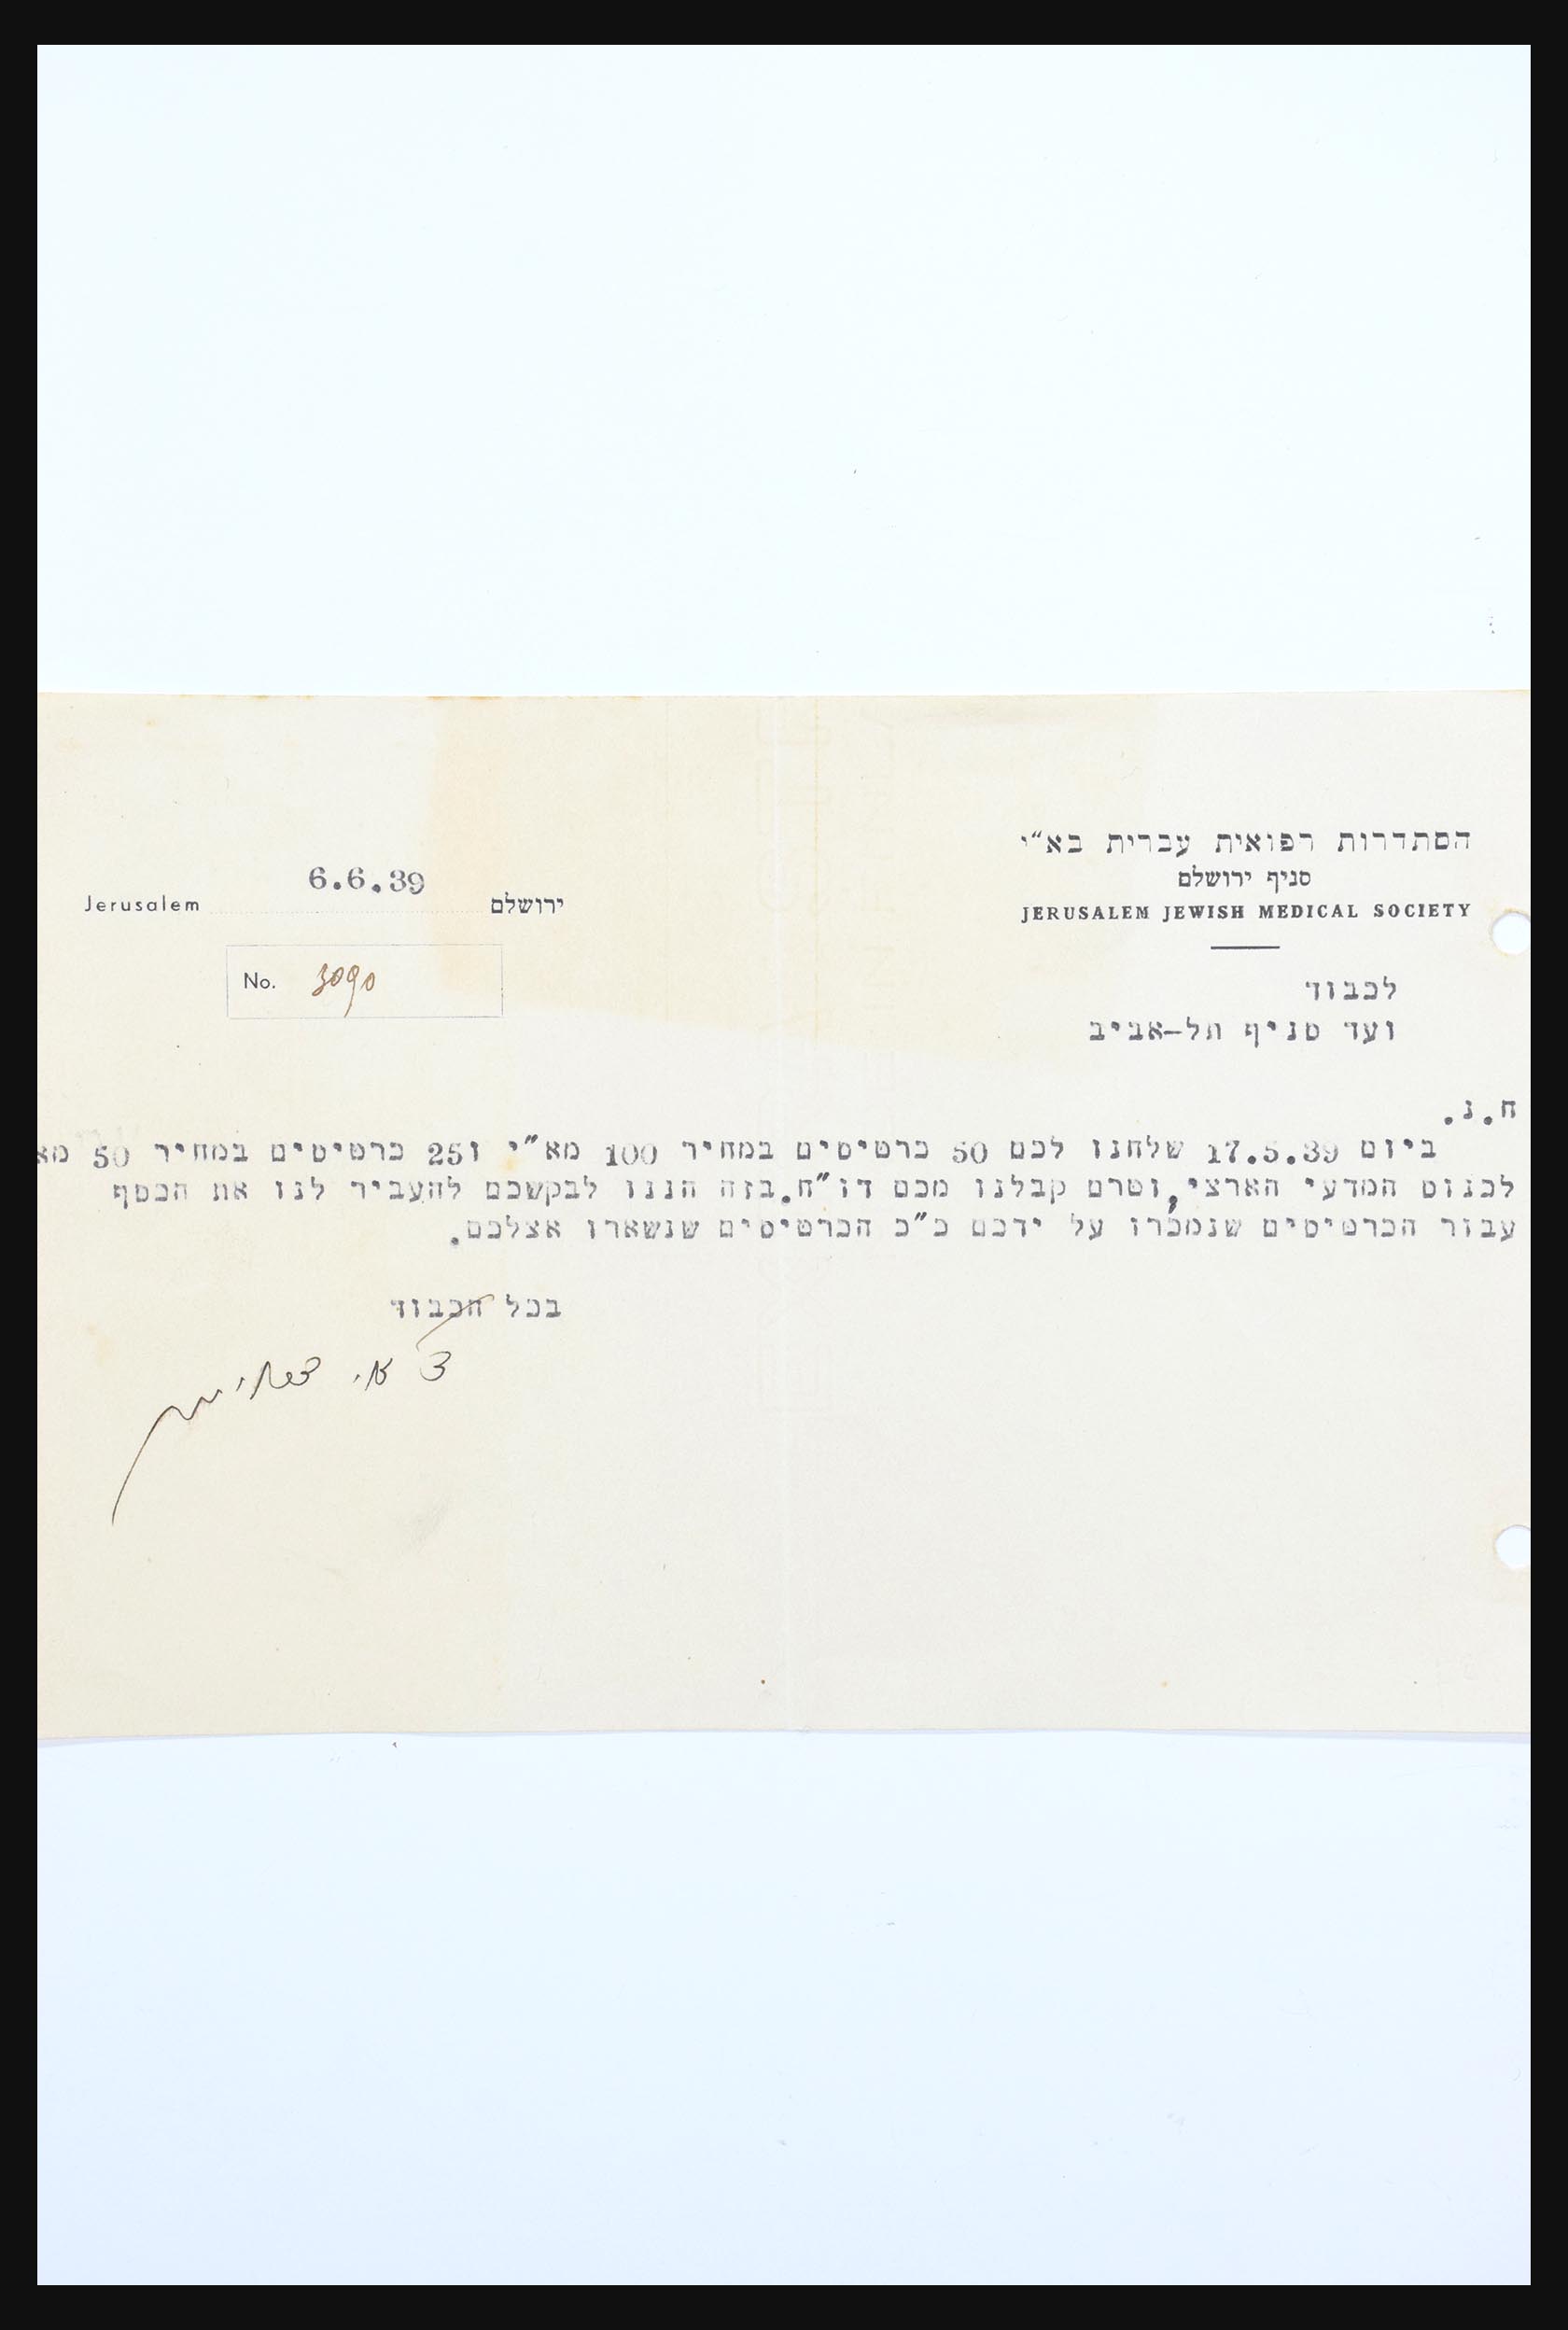 הסתדרות רפואית עברית בא״י
סניף ירושלם
JERUSALEM JEWISH MEDICAL SOCIETY
Jerusalem 6.6.39 ירושלם
No. 3090
לכבוד
ועד סניף תל-אביב
ח.נ.
ביום 17.5.39 שלחנו לכם 50 כרטיסים במחיר 100 מא״י ו25 כרטיסים במחיר 50 מא
לכנוס המדעי הארצי,וטרם קבלנו מכם דו״ח.בזה הננו לבקשכם להעביר לנו את הכסף
עבור הכרטיסים שנמכרו על ידכם כ״כ הכרטיסים שנשארו אצלכם.
בכל הכבוד